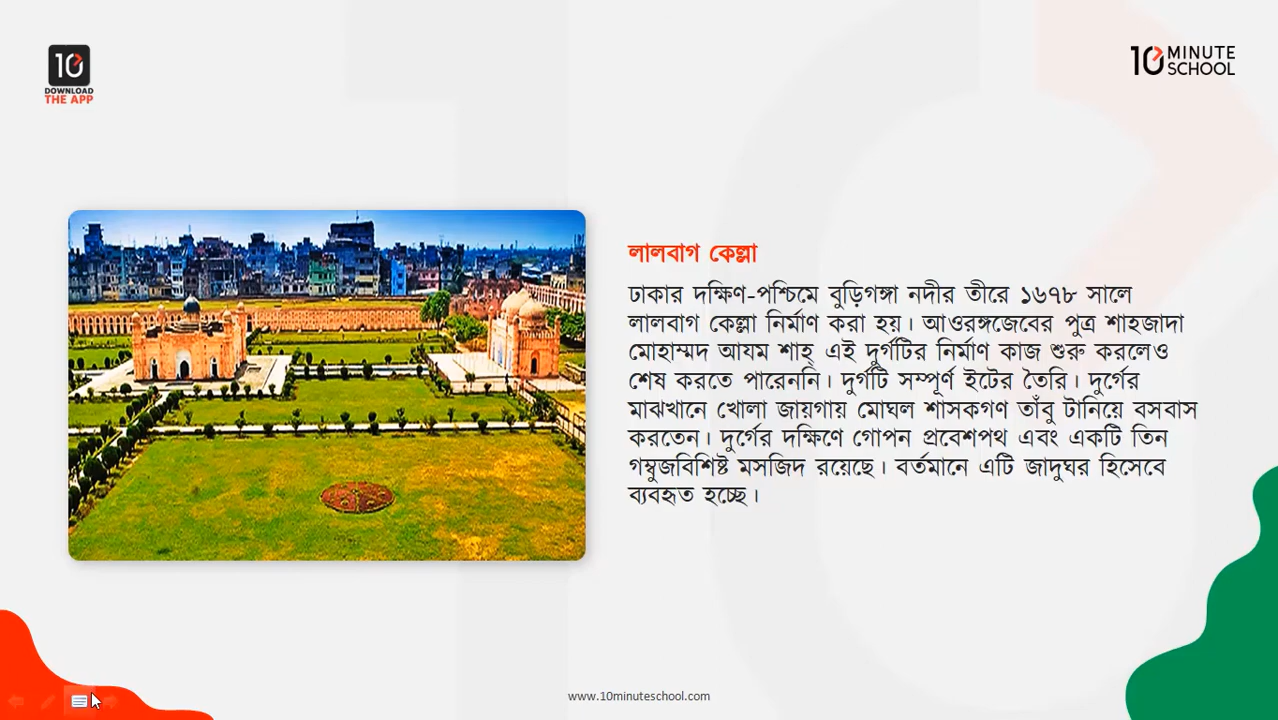 10
DOWNLOAD
THE APP
10 MINUTE
SCHOOL
লালবাগ কেল্লা
ঢাকার দক্ষিণ-পশ্চিমে বুড়িগঙ্গা নদীর তীরে ১৬৭৮ সালে
লালবাগ কেল্লা নির্মাণ করা হয়। আওরঙ্গজেবের পুত্র শাহজাদা
মোহাম্মদ আযম শাহ্ এই দুর্গটির নির্মাণ কাজ শুরু করলেও
শেষ করতে পারেননি। দুর্গটি সম্পূর্ণ ইটের তৈরি। দুর্গের
মাঝখানে খোলা জায়গায় মোঘল শাসকগণ তাঁবু টানিয়ে বসবাস
করতেন। দুর্গের দক্ষিণে গোপন প্রবেশপথ এবং একটি তিন
গম্বুজবিশিষ্ট মসজিদ রয়েছে। বর্তমানে এটি জাদুঘর হিসেবে
ব্যবহৃত হচ্ছে।
www.10minuteschool.com